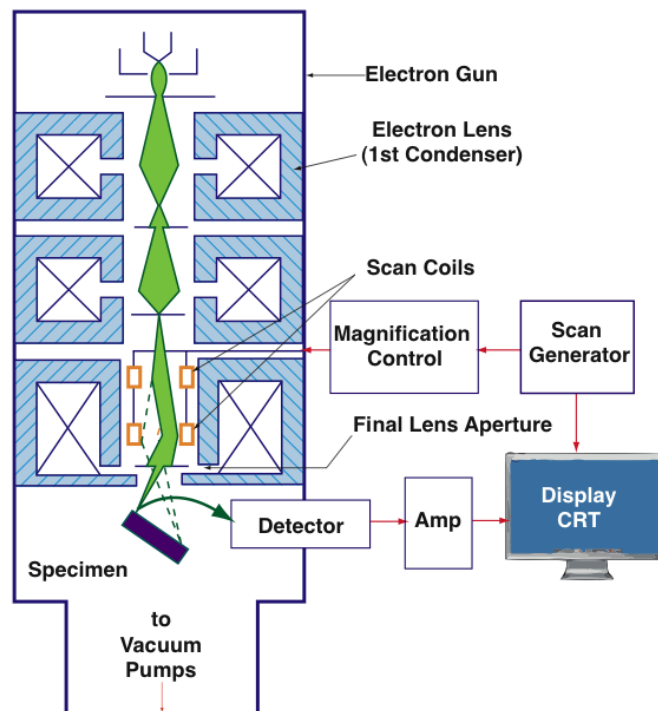 Electron Gun
Electron Lens
(1st Condenser)
Scan Coils
Magnification
Control
Scan
Generator
Final Lens Aperture
Detector
Amp
Display
CRT
Specimen
to
Vacuum
Pumps